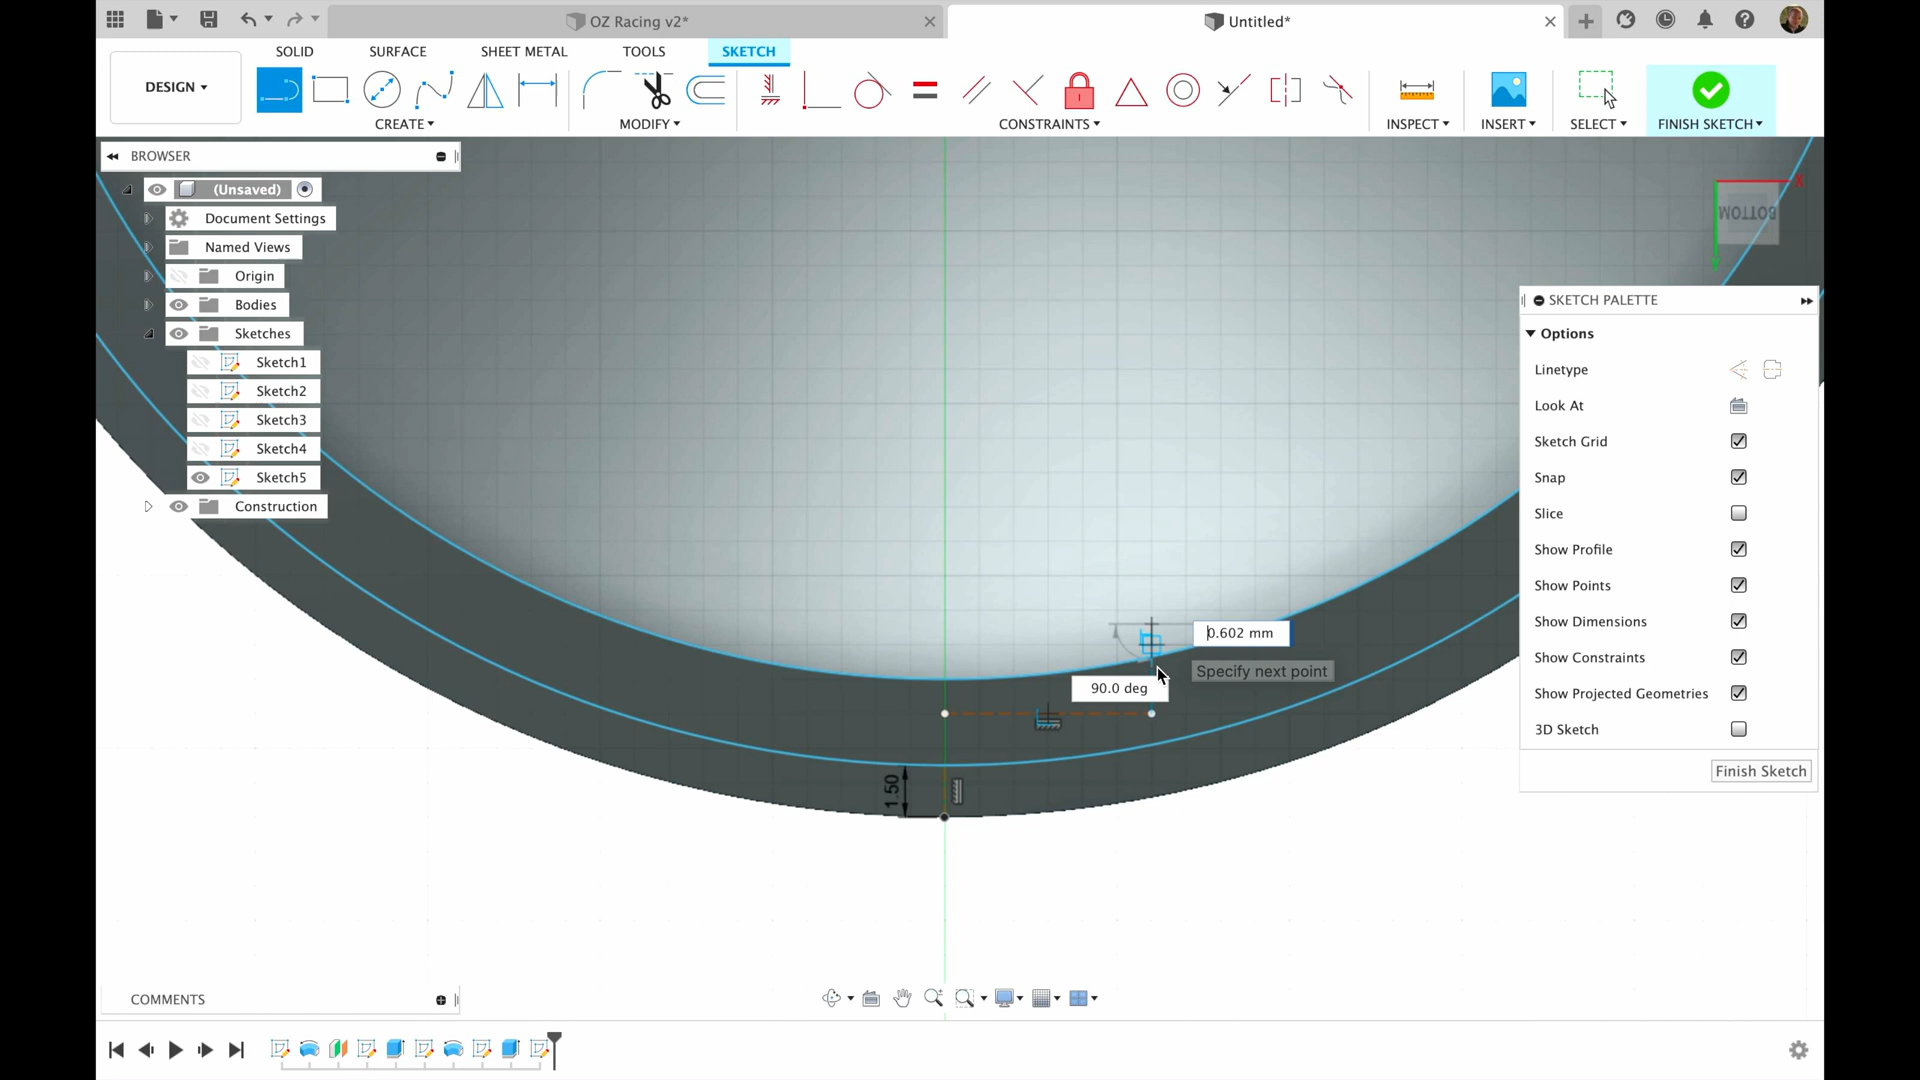 OZ Racing v2*
Untitled*
DESIGN
SOLID
SURFACE
SHEET METAL
TOOLS
SKETCH
CREATE
MODIFY
CONSTRAINTS
INSPECT
INSERT
SELECT
FINISH SKETCH
BROWSER
(Unsaved)
Document Settings
Named Views
Origin
Bodies
Sketches
Sketch1
Sketch2
Sketch3
Sketch4
Sketch5
Construction
X
BOTTOM
SKETCH PALETTE
Options
Linetype
Look At
Sketch Grid
Snap
Slice
Show Profile
Show Points
Show Dimensions
Show Constraints
Show Projected Geometries
3D Sketch
Finish Sketch
0.602 mm
Specify next point
90.0 deg
1.50
COMMENTS